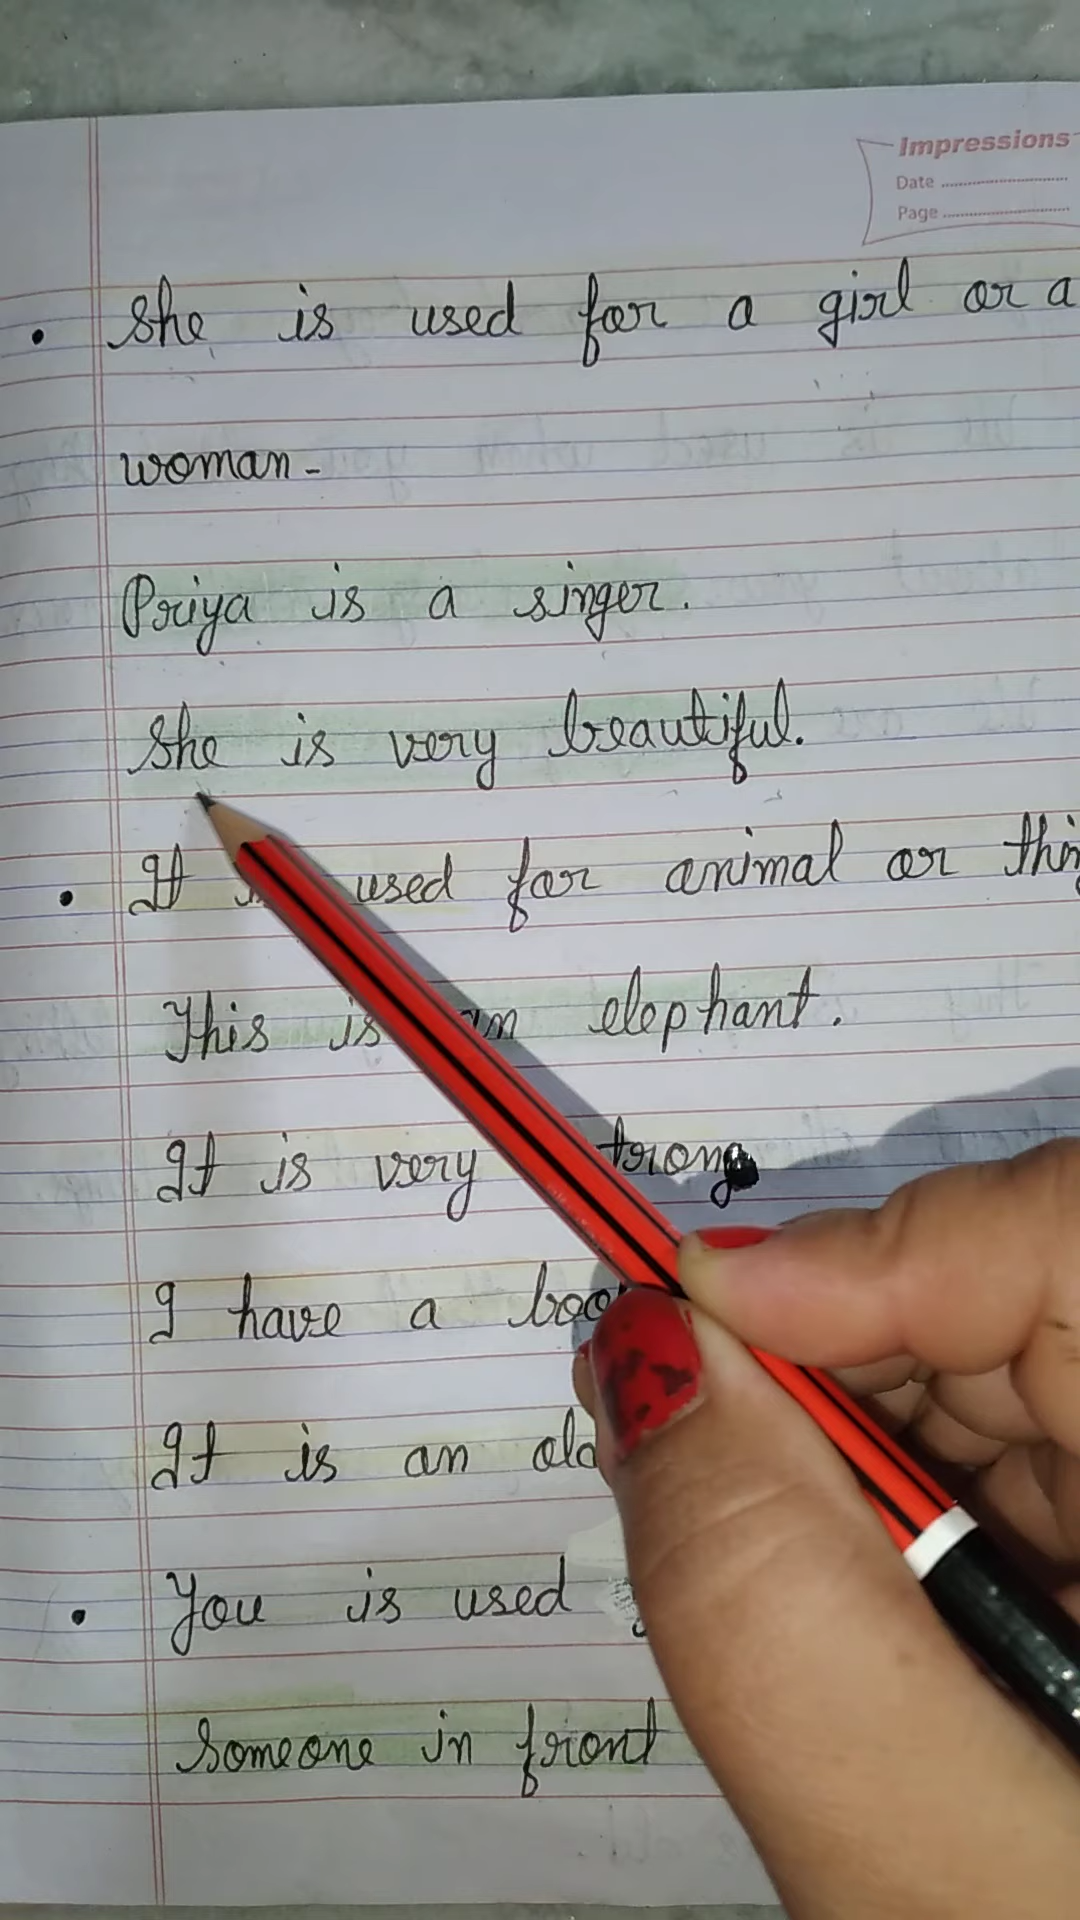 Impressions
Date
Page
She is used for a girl or a
woman -
Priya is a singer.
She is very beautiful.
It used for animal or
This is an elephant.
It is very
I have a
It is an
You is used
Someone in front